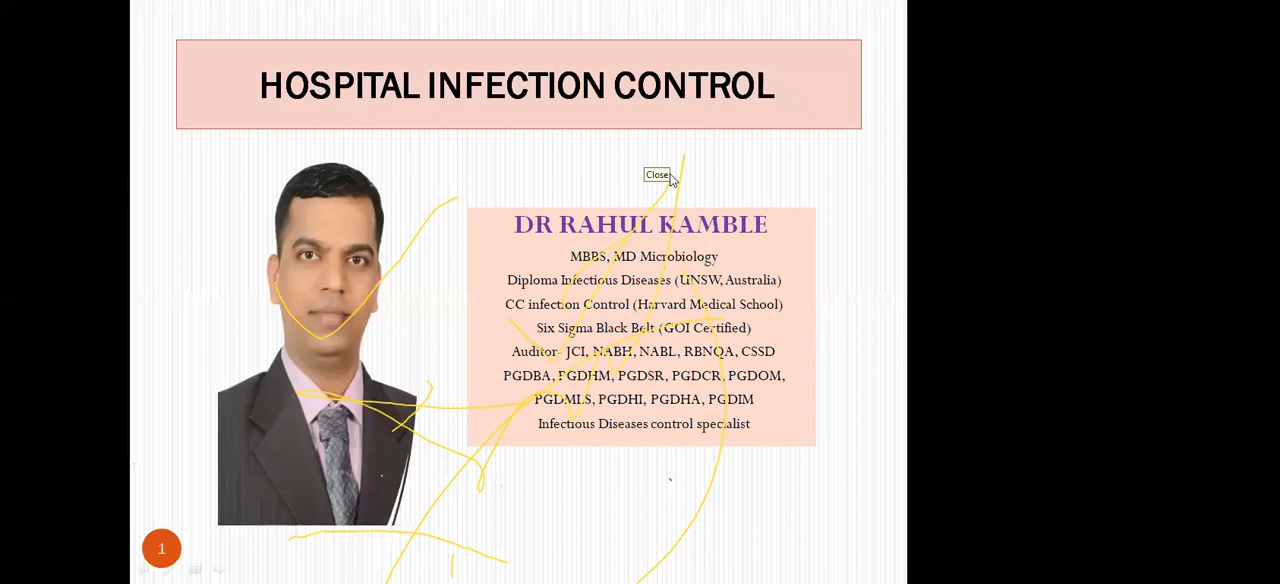 HOSPITAL INFECTION CONTROL
Close
DR RAHUL KAMBLE
MBBS, MD Microbiology
Diploma Infectious Diseases (UNSW, Australia)
CC infection Control (Harvard Medical School)
Six Sigma Black Belt (GOI Certified)
Auditor- JCI, NABH, NABL, RBNQA, CSSD
PGDBA, PGDHM, PGDSR, PGDCR, PGDOM,
PGDMLS, PGDHI, PGDHA, PGDIM
Infectious Diseases control specialist
1